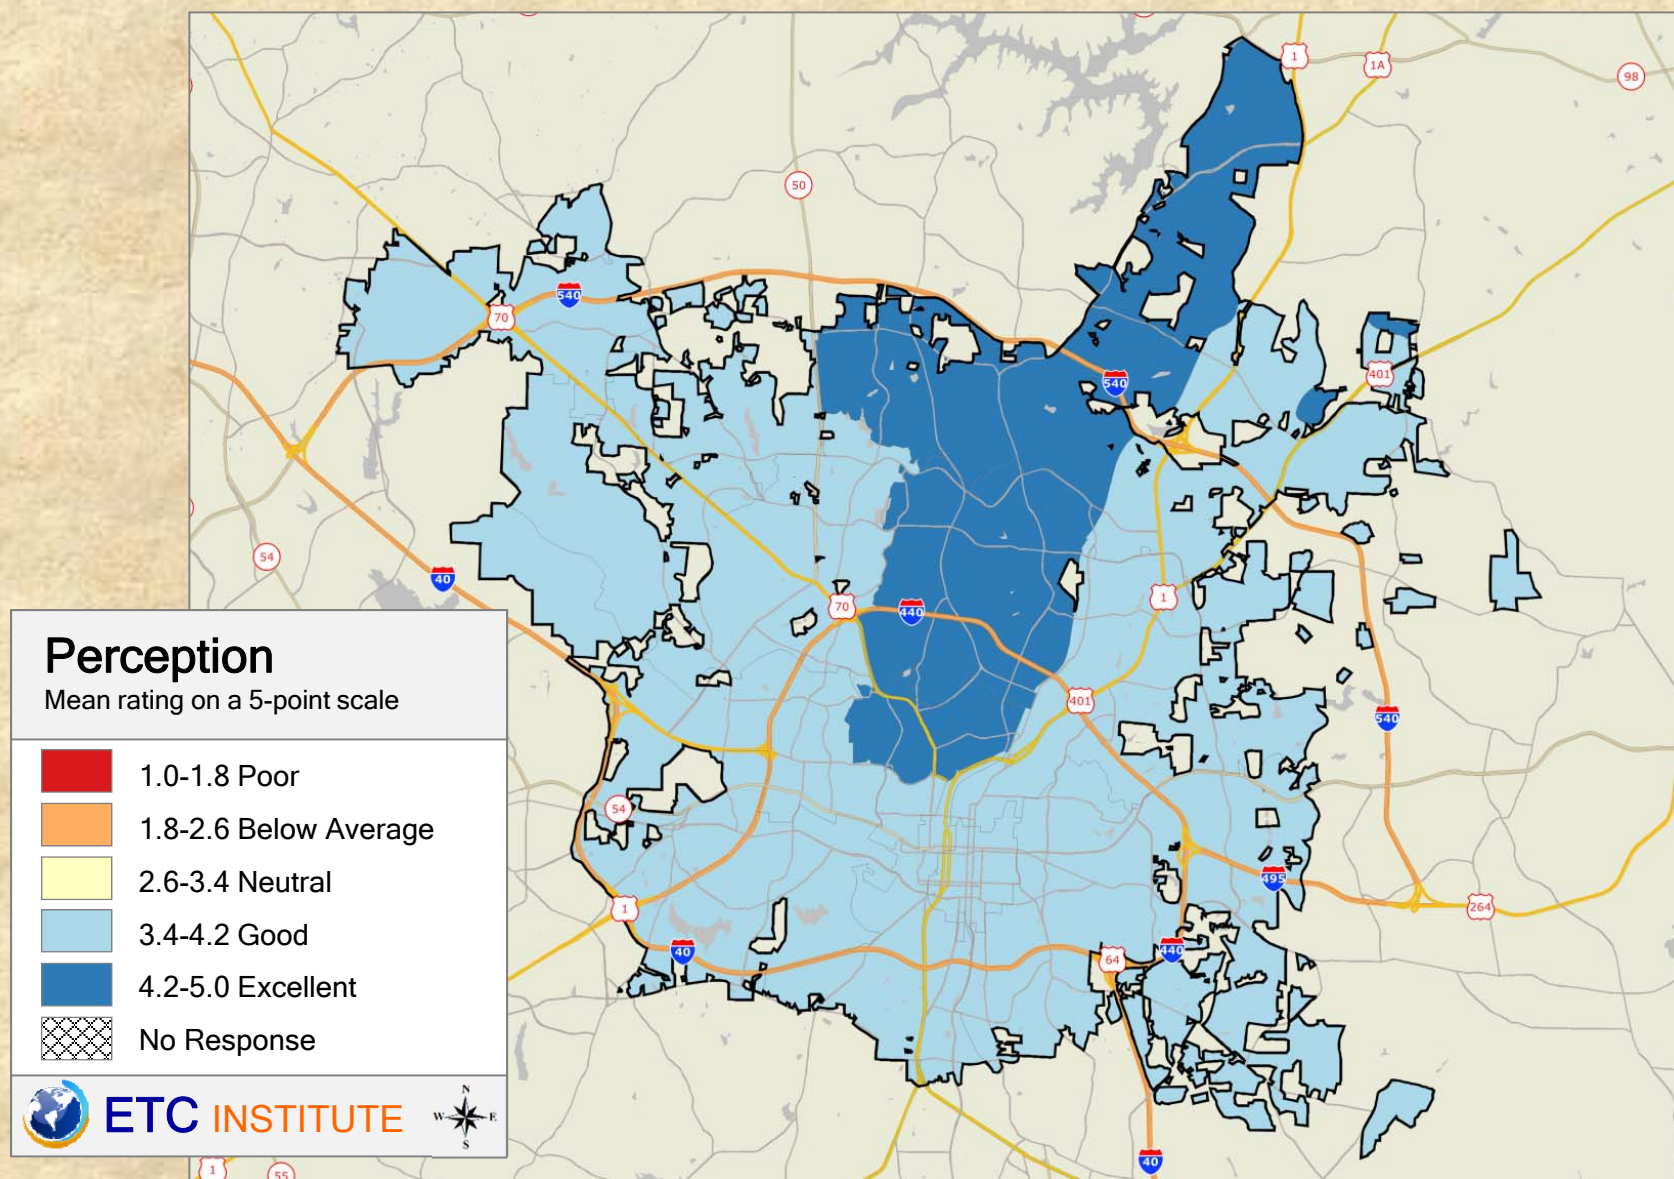 1
1A
98
50
540
70
540
401
54
40
70
440
1
401
540
Perception
Mean rating on a 5-point scale
1.0-1.8 Poor
1.8-2.6 Below Average
2.6-3.4 Neutral
3.4-4.2 Good
4.2-5.0 Excellent
No Response
ETC INSTITUTE
N
W E
S
54
495
1
264
40
440
64
40
1
55